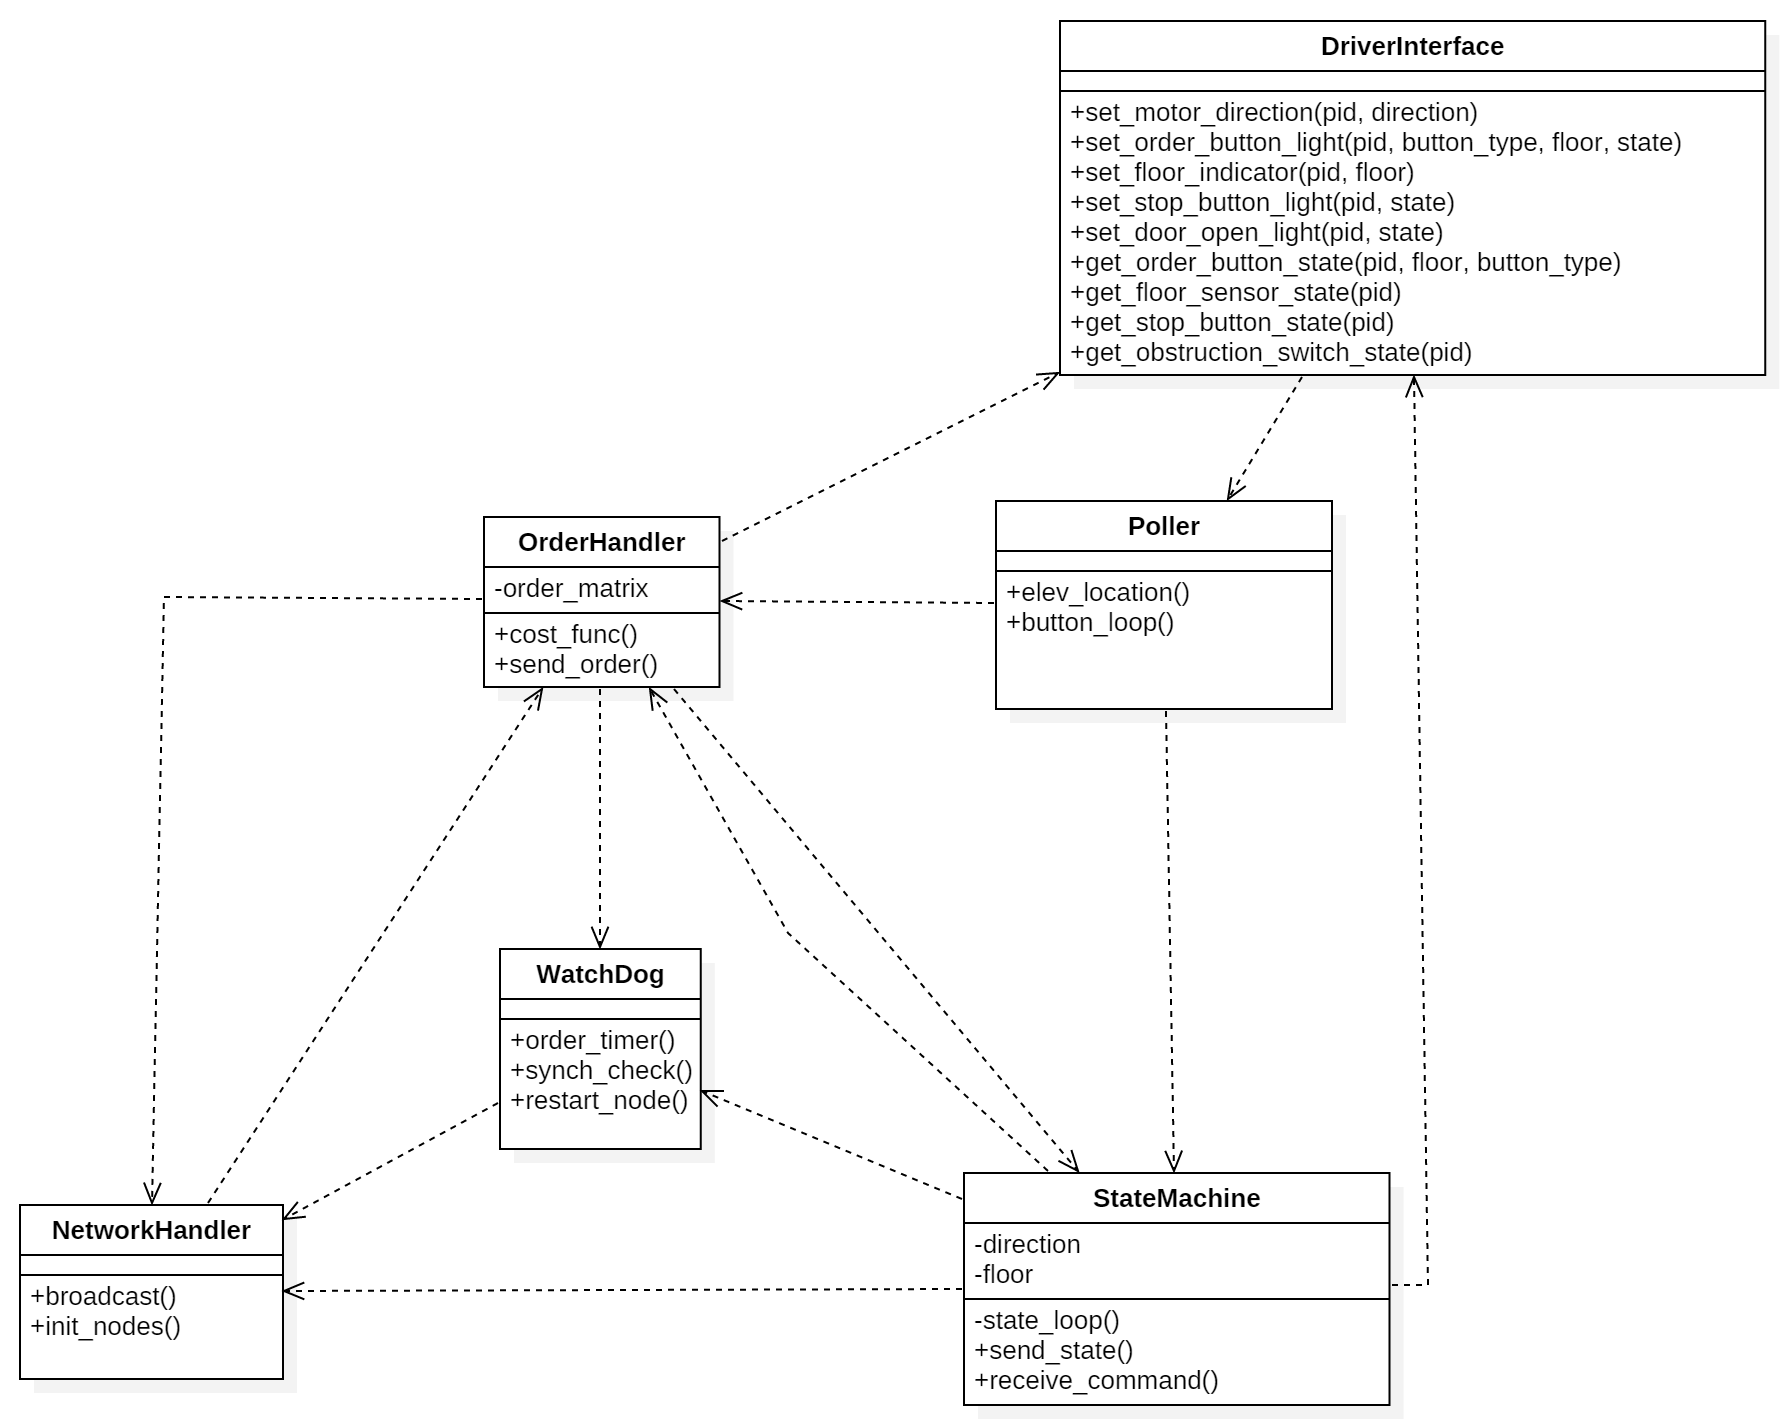 DriverInterface
+set_motor_direction(pid, direction)
+set_order_button_light(pid, button_type, floor, state)
+set_floor_indicator(pid, floor)
+set_stop_button_light(pid, state)
+set_door_open_light(pid, state)
+get_order_button_state(pid, floor, button_type)
+get_floor_sensor_state(pid)
+get_stop_button_state(pid)
+get_obstruction_switch_state(pid)
OrderHandler
-order_matrix
+cost_func()
+send_order()
Poller
+elev_location()
+button_loop()
WatchDog
+order_timer()
+synch_check()
+restart_node()
NetworkHandler
+broadcast()
+init_nodes()
StateMachine
-direction
-floor
-state_loop()
+send_state()
+receive_command()